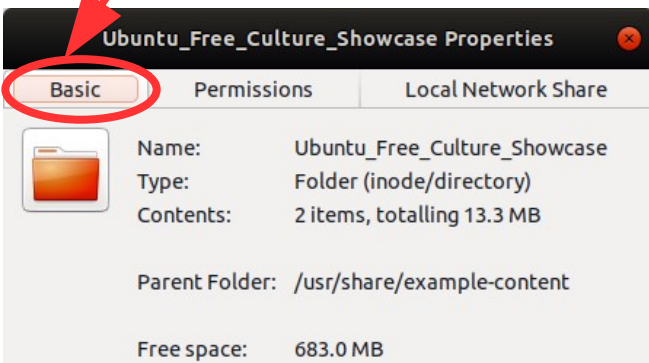 Ubuntu_Free_Culture_Showcase Properties
Basic Permissions Local Network Share
Name: Ubuntu_Free_Culture_Showcase
Type: Folder (inode/directory)
Contents: 2 items, totalling 13.3 MB
Parent Folder: /usr/share/example-content
Free space: 683.0 MB